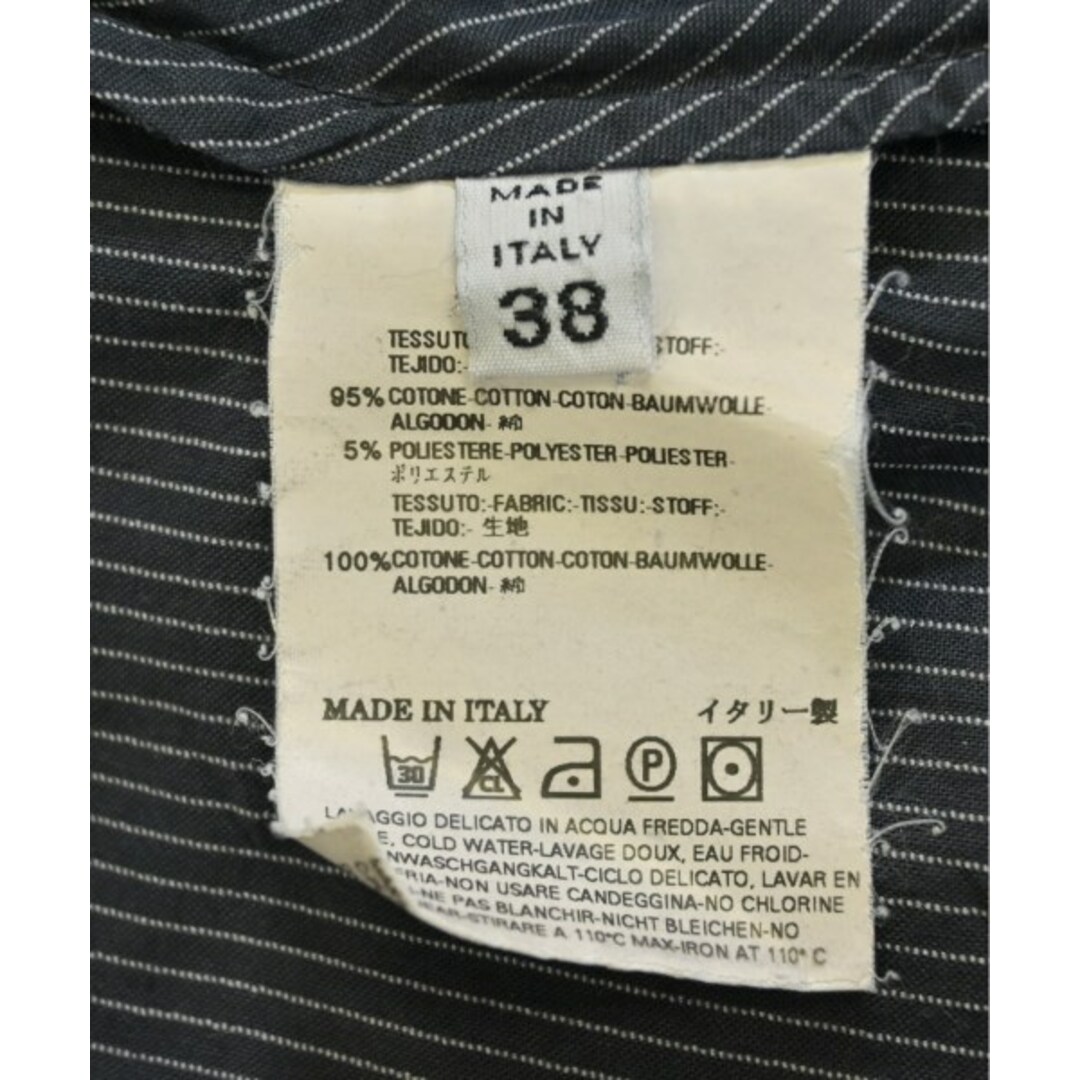 MADE
IN
ITALY
38
STOFF:-
TEJIDO:-
95% COTONE-COTTON-COTON-BAUMWOLLE-
ALGODON- 綿
5% POLIESTERE-POLYESTER-POLIESTER-
ポリエステル
TESSUTO:-FABRIC:-TISSU:-STOFF:-
TEJIDO:- 生地
100% COTONE-COTTON-COTON-BAUMWOLLE-
ALGODON- 綿
MADE IN ITALY イタリー製
30 CL P
DELICATO IN ACQUA FREDDA-GENTLE
COLD WATER-LAVAGE DOUX, EAU FROID-
NWASCHGANGKALT-CICLO DELICATO, LAVAR EN
RIA-NON USARE CANDEGGINA-NO CHLORINE
-NE PAS BLANCHIR-NICHT BLEICHEN-NO
-STIRARE A 110°C MAX-IRON AT 110° C